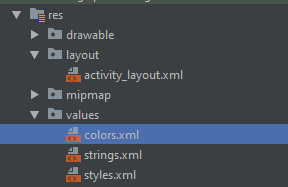 res
drawable
layout
activity_layout.xml
mipmap
values
colors.xml
strings.xml
styles.xml